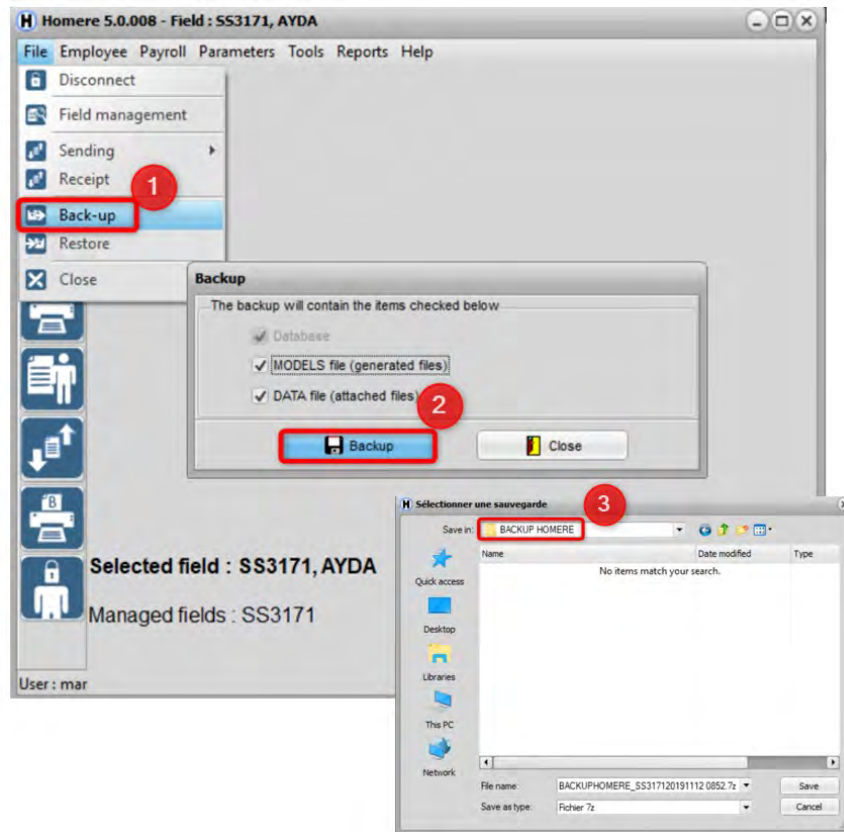 Homere 5.0.008 - Field : SS3171, AYDA
File Employee Payroll Parameters Tools Reports Help
Disconnect
Field management
Sending
Receipt
1
Back-up
Restore
Close
Backup
The backup will contain the items checked below
Database
MODELS file (generated files)
DATA file (attached files)
2
Backup
Close
B
Selected field : SS3171, AYDA
Managed fields : SS3171
User : mar
H Sélectionner une sauvegarde
3
Save in: BACKUP HOMERE
Name Date modified Type
No items match your search.
Quick access
Desktop
Libraries
This PC
Network
File name: BACKUPHOMERE_SS317120191112 0852.7z Save
Save as type: Fichier 7z Cancel